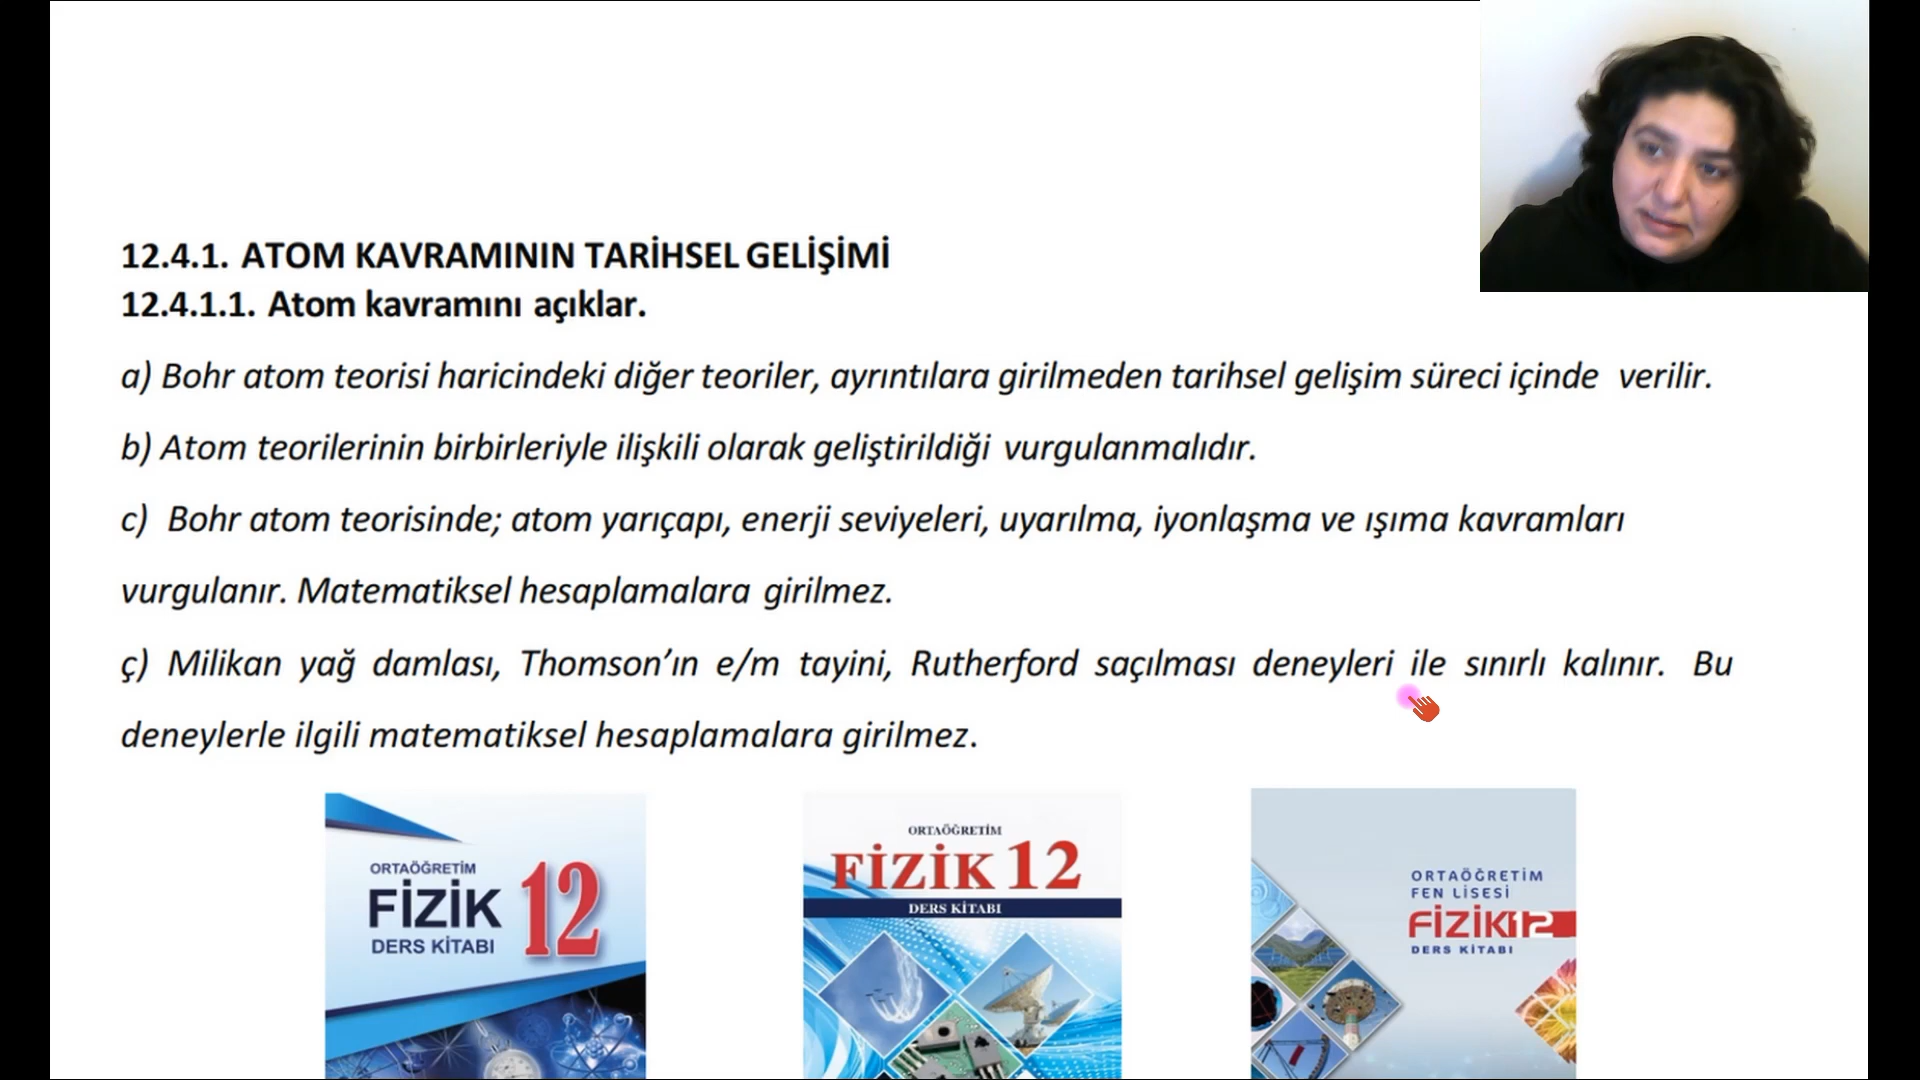 12.4.1. ATOM KAVRAMININ TARİHSEL GELİŞİMİ
12.4.1.1. Atom kavramını açıklar.
a) Bohr atom teorisi haricindeki diğer teoriler, ayrıntılara girilmeden tarihsel gelişim süreci içinde verilir.
b) Atom teorilerinin birbirleriyle ilişkili olarak geliştirildiği vurgulanmalıdır.
c) Bohr atom teorisinde; atom yarıçapı, enerji seviyeleri, uyarılma, iyonlaşma ve ışıma kavramları
vurgulanır. Matematiksel hesaplamalara girilmez.
ç) Milikan yağ damlası, Thomson’ın e/m tayini, Rutherford saçılması deneyleri ile sınırlı kalınır. Bu
deneylerle ilgili matematiksel hesaplamalara girilmez.
ORTAÖĞRETİM
FİZİK 12
DERS KİTABI
ORTAÖĞRETİM
FİZİK 12
DERS KİTABI
ORTAÖĞRETİM
FEN LİSESİ
FİZİK12
DERS KİTABI